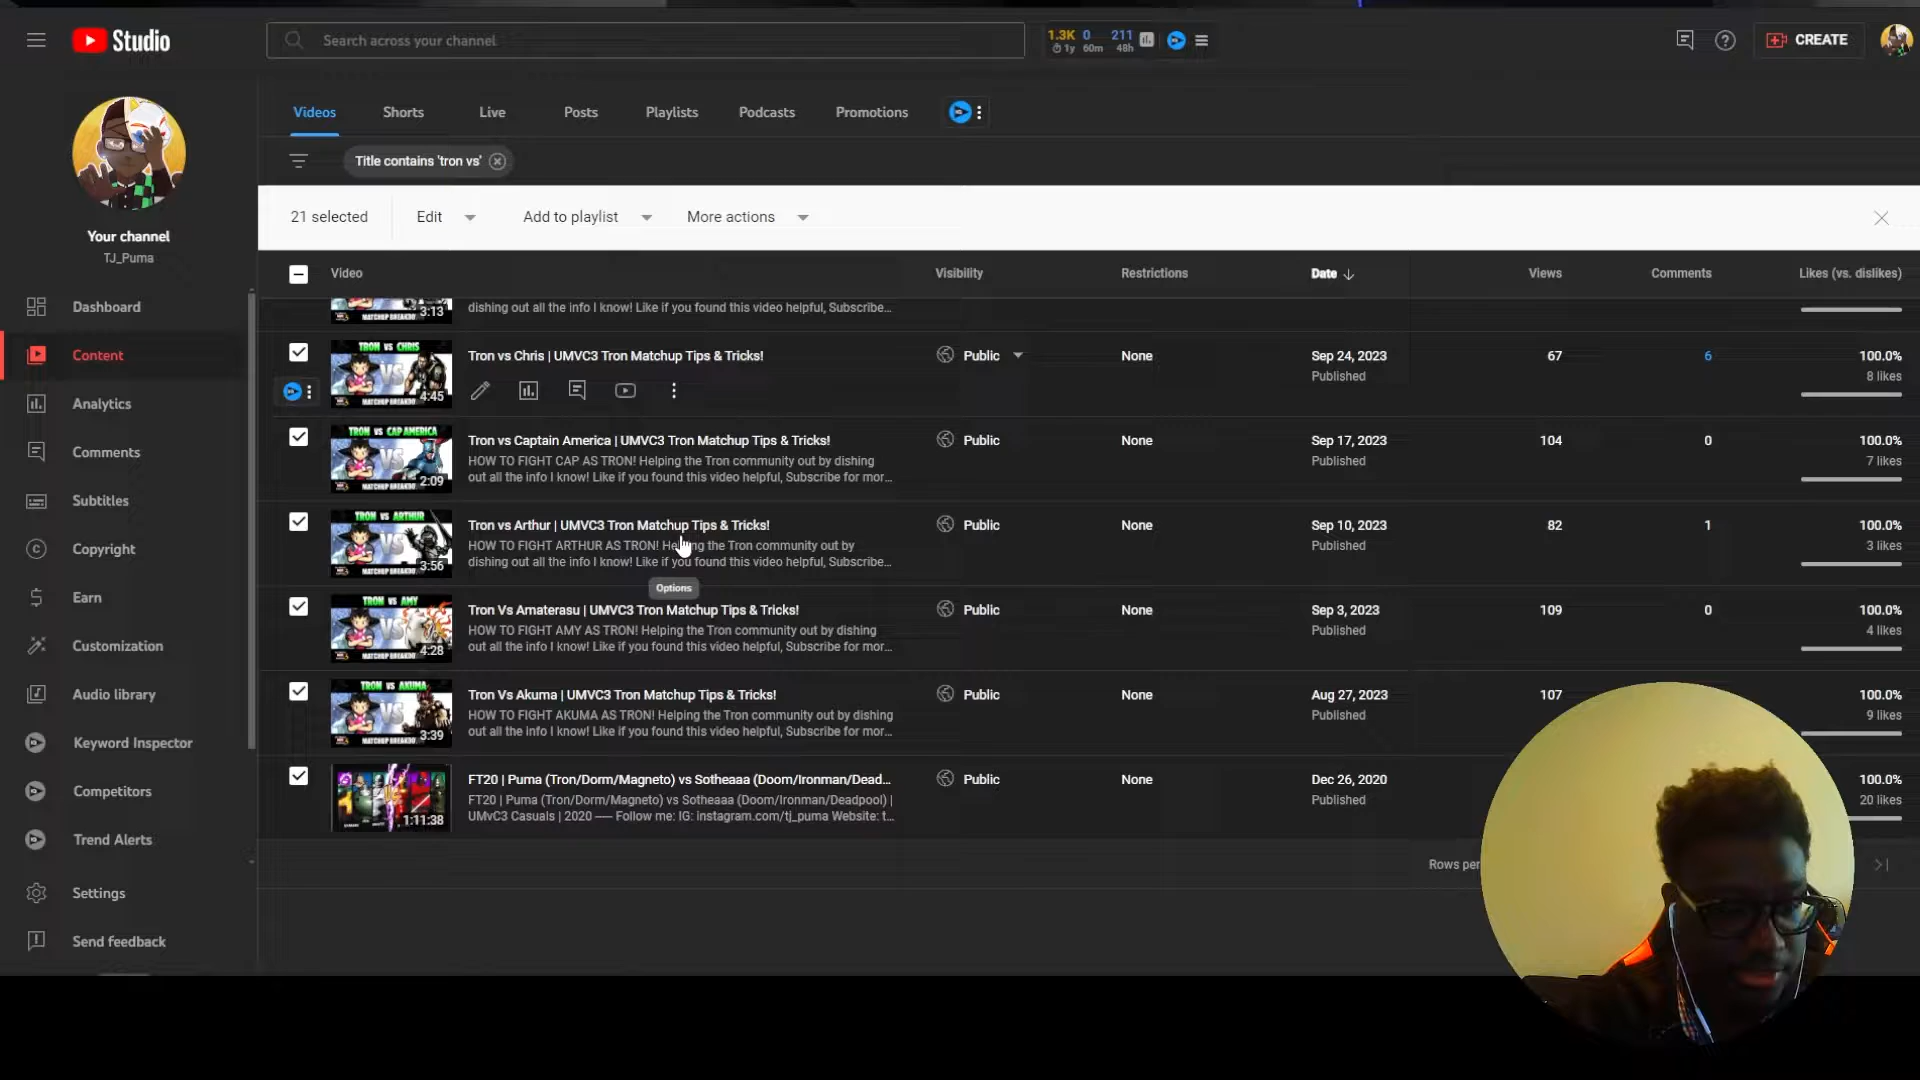 Studio
Search across your channel
1.3K 0 211
1y 60m 48h
CREATE
Your channel
TJ_Puma
Dashboard
Content
Analytics
Comments
Subtitles
Copyright
Earn
Customization
Audio library
Keyword Inspector
Competitors
Trend Alerts
Settings
Send feedback
Videos Shorts Live Posts Playlists Podcasts Promotions
Title contains 'tron vs'
21 selected Edit Add to playlist More actions
Video Visibility Restrictions Date Views Comments Likes (vs. dislikes)
3:13
MATCHUP BREAKDO
dishing out all the info I know! Like if you found this video helpful, Subscribe...
TRON VS CHRIS
VS
4:45
MATCHUP BREAKDO
Tron vs Chris | UMVC3 Tron Matchup Tips & Tricks!
Public None Sep 24, 2023 67 6 100.0%
Published 8 likes
TRON VS CAP AMERICA
VS
2:09
MATCHUP BREAKDO
Tron vs Captain America | UMVC3 Tron Matchup Tips & Tricks!
HOW TO FIGHT CAP AS TRON! Helping the Tron community out by dishing
out all the info I know! Like if you found this video helpful, Subscribe for mor...
Public None Sep 17, 2023 104 0 100.0%
Published 7 likes
TRON VS ARTHUR
VS
3:56
MATCHUP BREAKDO
Tron vs Arthur | UMVC3 Tron Matchup Tips & Tricks!
HOW TO FIGHT ARTHUR AS TRON! Helping the Tron community out by
dishing out all the info I know! Like if you found this video helpful, Subscribe...
Public None Sep 10, 2023 82 1 100.0%
Published 3 likes
Options
TRON VS AMY
VS
4:28
MATCHUP BREAKDO
Tron Vs Amaterasu | UMVC3 Tron Matchup Tips & Tricks!
HOW TO FIGHT AMY AS TRON! Helping the Tron community out by dishing
out all the info I know! Like if you found this video helpful, Subscribe for mor...
Public None Sep 3, 2023 109 0 100.0%
Published 4 likes
TRON VS AKUMA
VS
3:39
MATCHUP BREAKDO
Tron Vs Akuma | UMVC3 Tron Matchup Tips & Tricks!
HOW TO FIGHT AKUMA AS TRON! Helping the Tron community out by dishing
out all the info I know! Like if you found this video helpful, Subscribe for mor...
Public None Aug 27, 2023 107 100.0%
Published 9 likes
1:11:38
FT20 | Puma (Tron/Dorm/Magneto) vs Sotheaaa (Doom/Ironman/Dead...
FT20 | Puma (Tron/Dorm/Magneto) vs Sotheaaa (Doom/Ironman/Deadpool) |
UMvC3 Casuals | 2020 ---- Follow me: IG: instagram.com/tj_puma Website: t...
Public None Dec 26, 2020 100.0%
Published 20 likes
Rows per